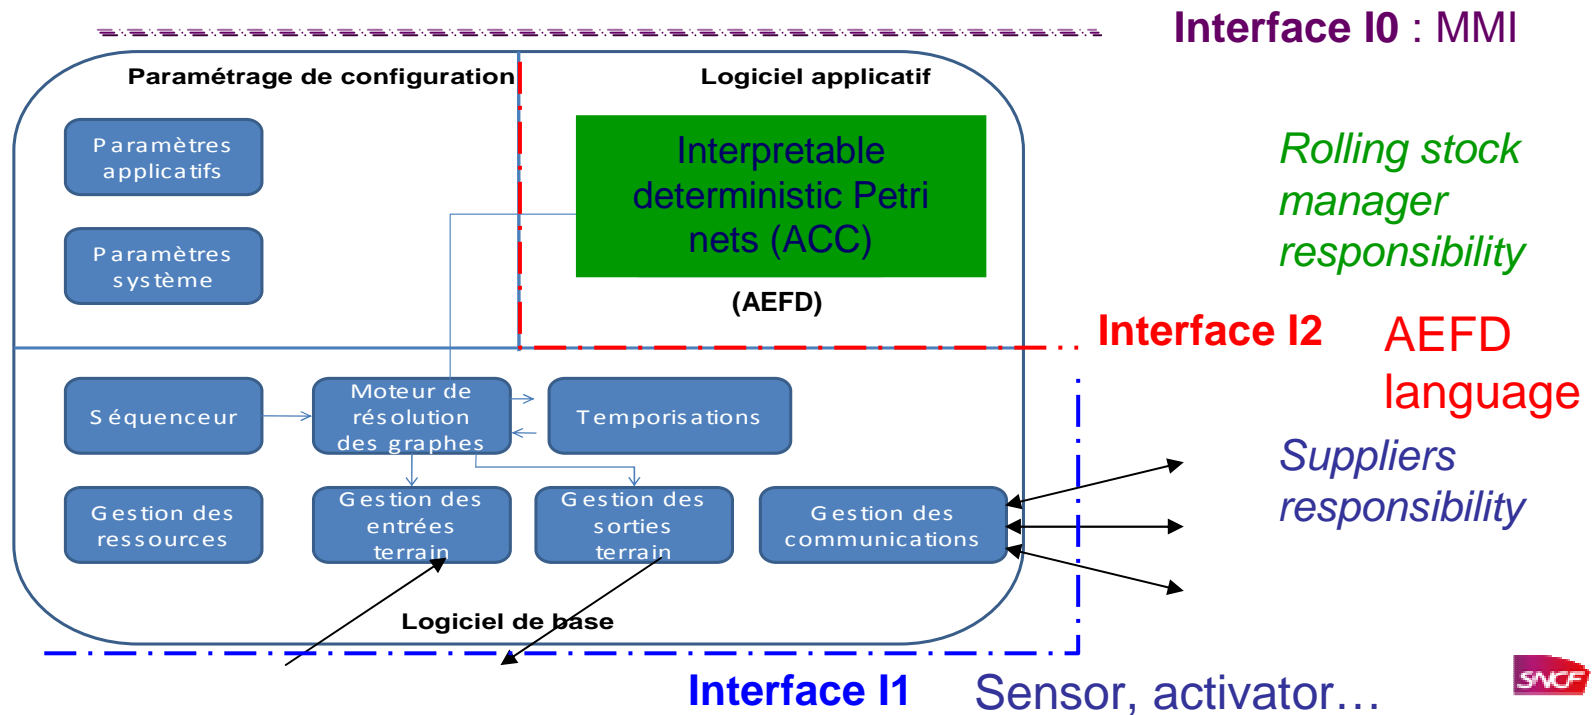 Interface I0 : MMI
Paramétrage de configuration
Logiciel applicatif
Paramètres
applicatifs
Paramètres
système
Interpretable
deterministic Petri
nets (ACC)
(AEFD)
Rolling stock
manager
responsibility
Interface I2
AEFD
language
Séquenceur
Moteur de
résolution
des graphes
Temporisations
Suppliers
responsibility
Gestion des
ressources
Gestion des
entrées
terrain
Gestion des
sorties
terrain
Gestion des
communications
Logiciel de base
Interface I1
Sensor, activator…
SNCF